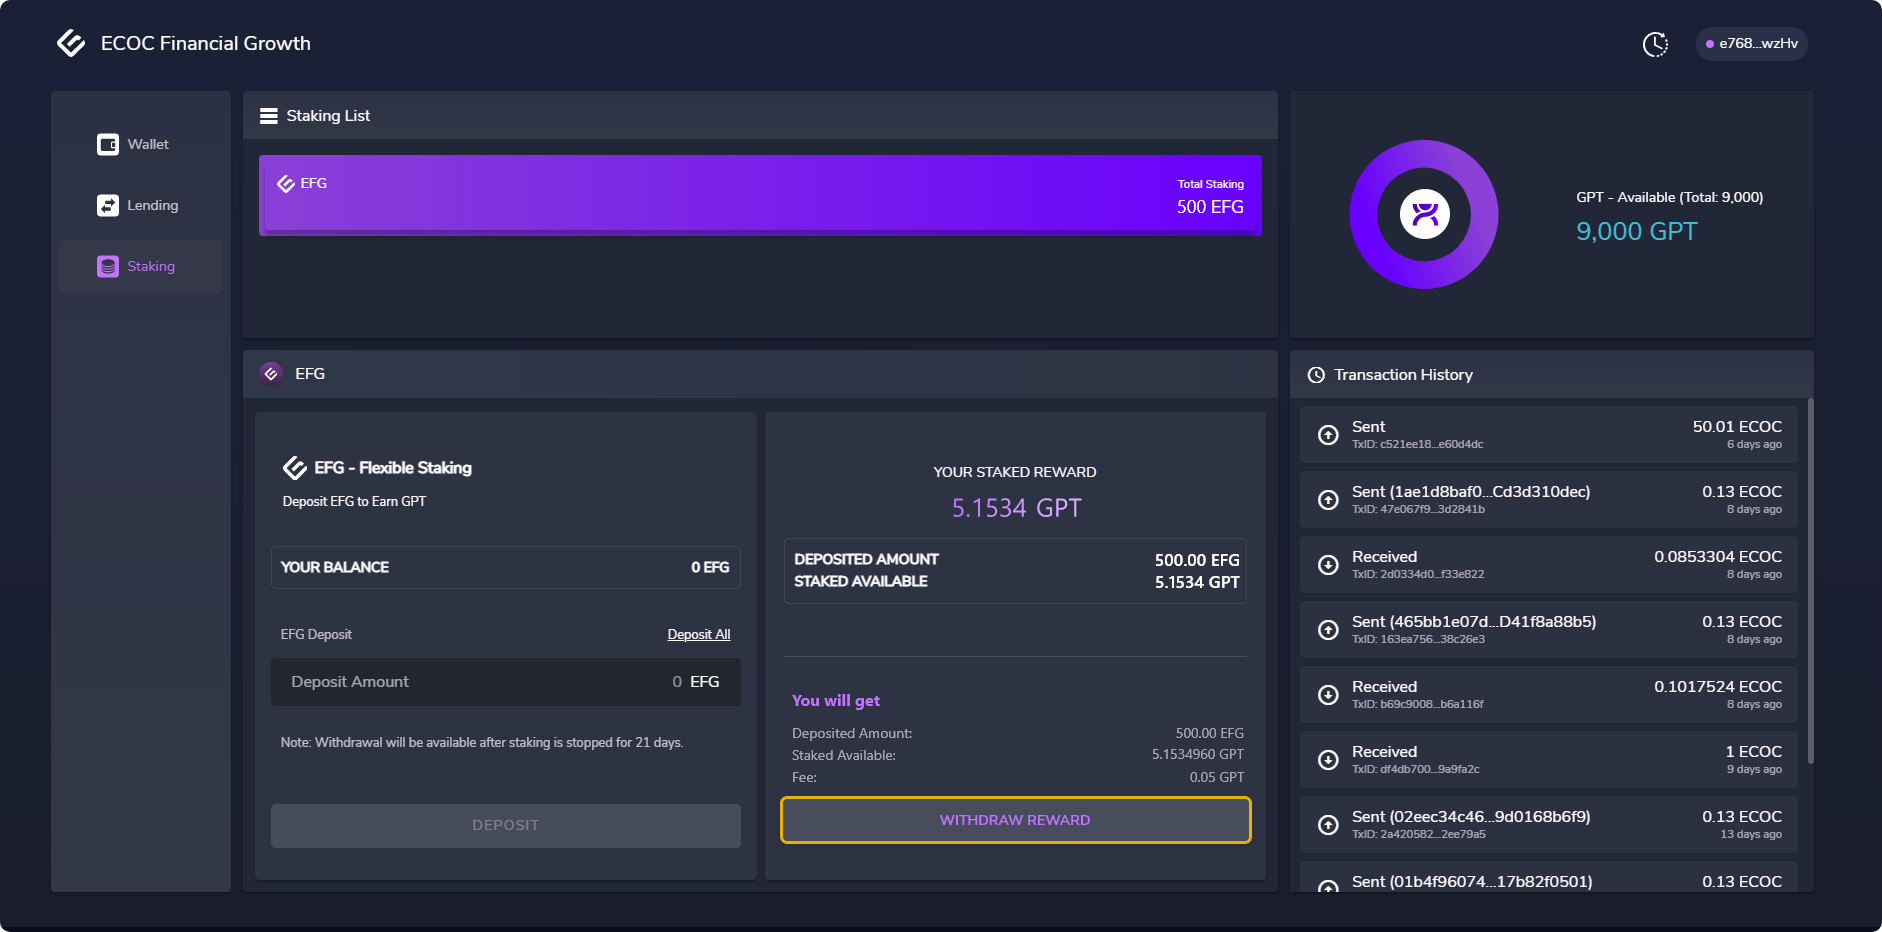 ECOC Financial Growth
e768...wzHv
Wallet
Lending
Staking
Staking List
EFG
Total Staking
500 EFG
GPT - Available (Total: 9,000)
9,000 GPT
EFG
EFG - Flexible Staking
Deposit EFG to Earn GPT
YOUR BALANCE 0 EFG
EFG Deposit Deposit All
Deposit Amount 0 EFG
Note: Withdrawal will be available after staking is stopped for 21 days.
DEPOSIT
YOUR STAKED REWARD
5.1534 GPT
DEPOSITED AMOUNT 500.00 EFG
STAKED AVAILABLE 5.1534 GPT
You will get
Deposited Amount: 500.00 EFG
Staked Available: 5.1534960 GPT
Fee: 0.05 GPT
WITHDRAW REWARD
Transaction History
Sent 50.01 ECOC
TxID: c521ee18...e60d4dc 6 days ago
Sent (1ae1d8baf0...Cd3d310dec) 0.13 ECOC
TxID: 47e067f9...3d2841b 8 days ago
Received 0.0853304 ECOC
TxID: 2d0334d0...f33e822 8 days ago
Sent (465bb1e07d...D41f8a88b5) 0.13 ECOC
TxID: 163ea756...38c26e3 8 days ago
Received 0.1017524 ECOC
TxID: b69c9008...b6a116f 8 days ago
Received 1 ECOC
TxID: df4db700...9a9fa2c 9 days ago
Sent (02eec34c46...9d0168b6f9) 0.13 ECOC
TxID: 2a420582...2ee79a5 13 days ago
Sent (01b4f96074...17b82f0501) 0.13 ECOC